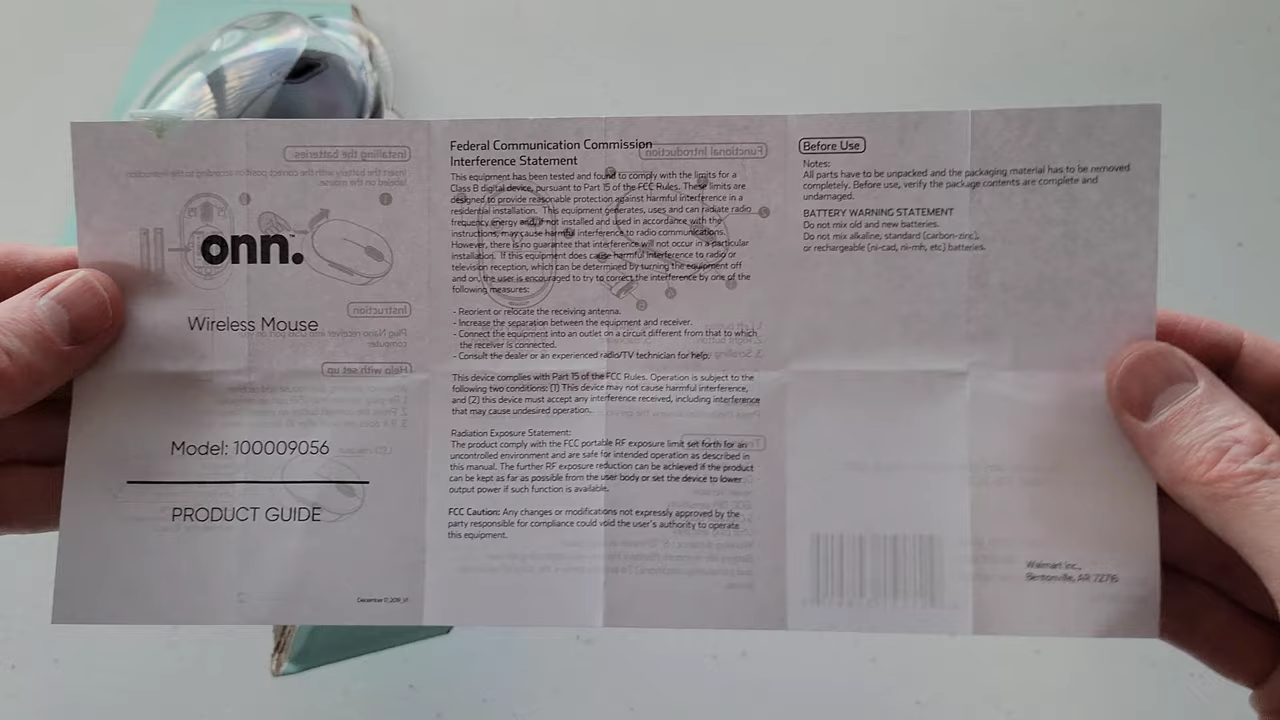 onn.
Wireless Mouse
Model: 100009056
PRODUCT GUIDE
December 17, 2019_V1
Federal Communication Commission
Interference Statement
This equipment has been tested and found to comply with the limits for a
Class B digital device, pursuant to Part 15 of the FCC Rules. These limits are
designed to provide reasonable protection against Harmful interference in a
residential installation. This equipment generates, uses and can radiate radio
frequency energy and, if not installed and used in accordance with the
instructions, may cause harmful interference to radio communications.
However, there is no guarantee that interference will not occur in a particular
installation. If this equipment does cause harmful interference to radio or
television reception, which can be determined by turning the equipment off
and on, the user is encouraged to try to correct the interference by one of the
following measures:
- Reorient or relocate the receiving antenna.
- Increase the separation between the equipment and receiver.
- Connect the equipment into an outlet on a circuit different from that to which
the receiver is connected.
- Consult the dealer or an experienced radio/TV technician for help.
This device complies with Part 15 of the FCC Rules. Operation is subject to the
following two conditions: (1) This device may not cause harmful interference,
and (2) this device must accept any interference received, including interference
that may cause undesired operation.
Radiation Exposure Statement:
The product comply with the FCC portable RF exposure limit set forth for an
uncontrolled environment and are safe for intended operation as described in
this manual. The further RF exposure reduction can be achieved if the product
can be kept as far as possible from the user body or set the device to lower
output power if such function is available.
FCC Caution: Any changes or modifications not expressly approved by the
party responsible for compliance could void the user's authority to operate
this equipment.
Before Use
Notes:
All parts have to be unpacked and the packaging material has to be removed
completely. Before use, verify the package contents are complete and
undamaged.
BATTERY WARNING STATEMENT
Do not mix old and new batteries.
Do not mix alkaline, standard (carbon-zinc),
or rechargeable (ni-cad, ni-mh, etc) batteries.
Walmart Inc.,
Bentonville, AR 72716